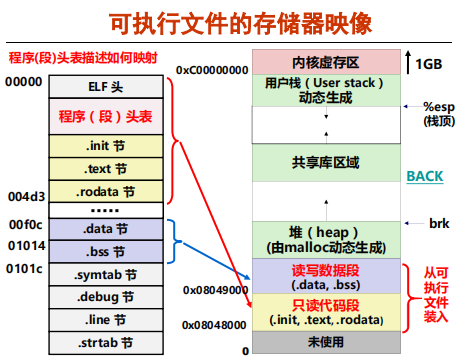 可执行文件的存储器映像
程序(段)头表描述如何映射
00000
ELF 头
程序（段）头表
.init 节
.text 节
.rodata 节
004d3
00f0c
.data 节
01014
.bss 节
0101c
.symtab 节
.debug 节
.line 节
.strtab 节
0xC00000000
内核虚存区
1GB
用户栈（User stack）
动态生成
%esp
(栈顶)
共享库区域
BACK
堆（heap）
(由malloc动态生成)
brk
读写数据段
(.data, .bss)
0x08049000
只读代码段
(.init, .text, .rodata)
0x08048000
未使用
0
从可
执行
文件
装入